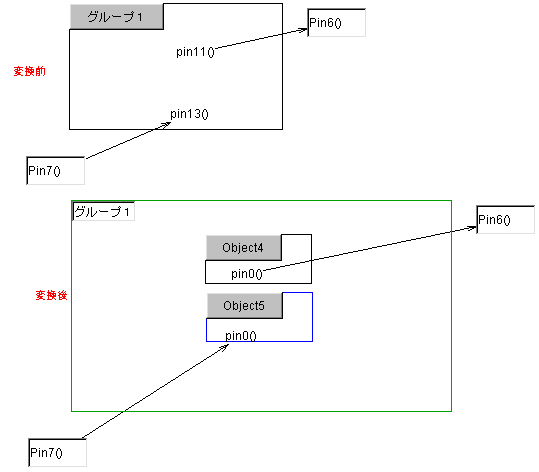 グループ1
Pin6()
pin11()
変換前
pin13()
Pin7()
グループ1
Pin6()
Object4
pin0()
変換後
Object5
pin0()
Pin7()